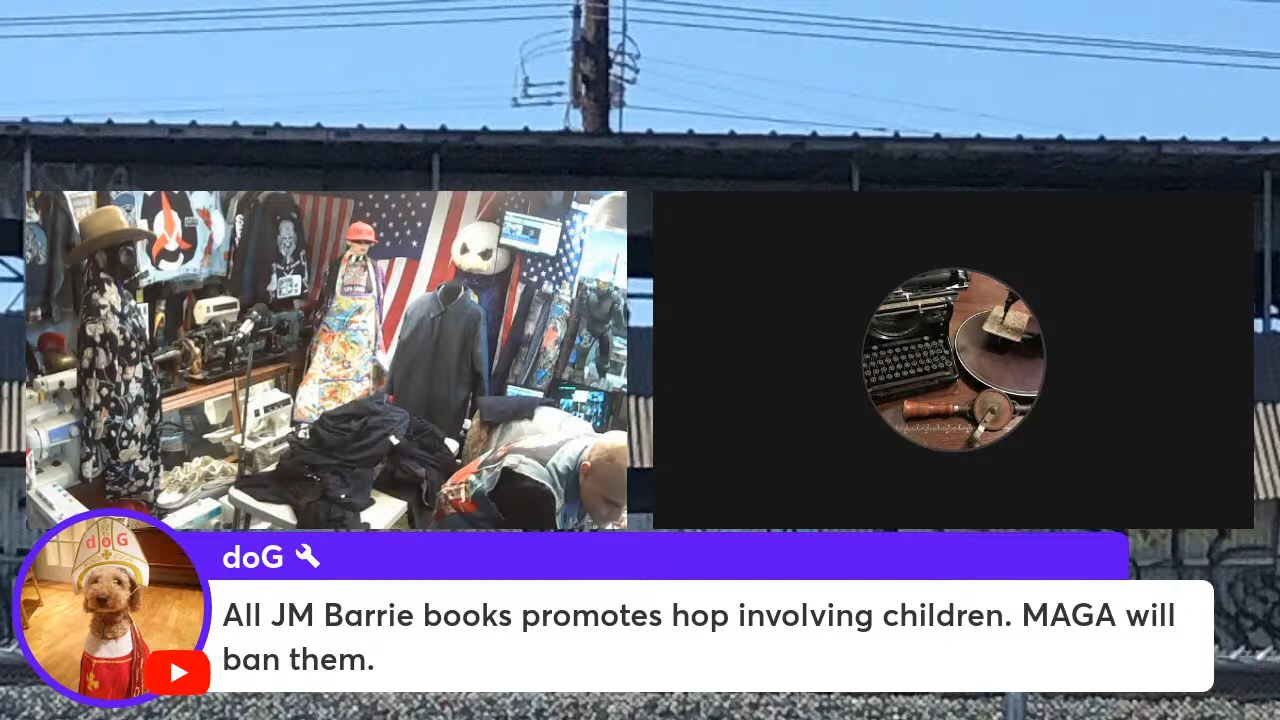 doG
doG
All JM Barrie books promotes hop involving children. MAGA will
ban them.